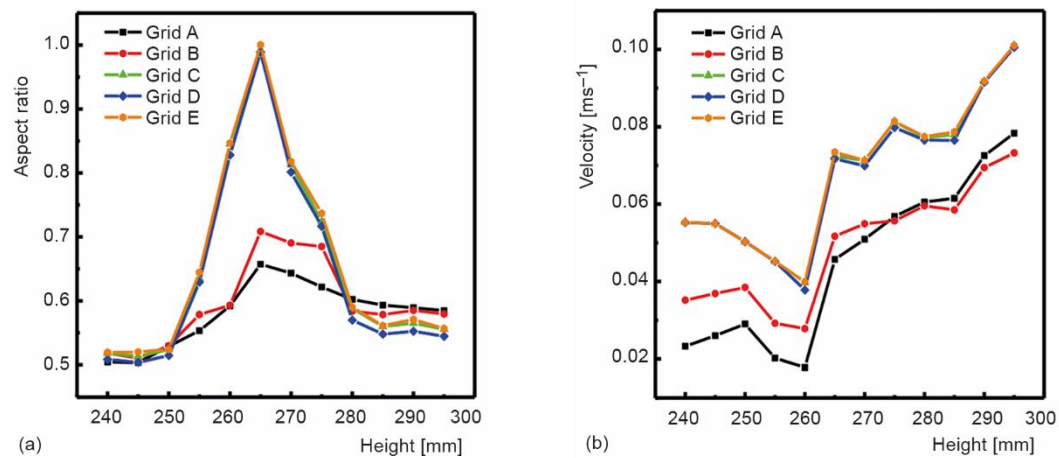 Aspect ratio
1.0
0.9
0.8
0.7
0.6
0.5
Grid A
Grid B
Grid C
Grid D
Grid E
240 250 260 270 280 290 300
(a)
Height [mm]
Velocity [ms⁻¹]
0.10
0.08
0.06
0.04
0.02
Grid A
Grid B
Grid C
Grid D
Grid E
240 250 260 270 280 290 300
(b)
Height [mm]